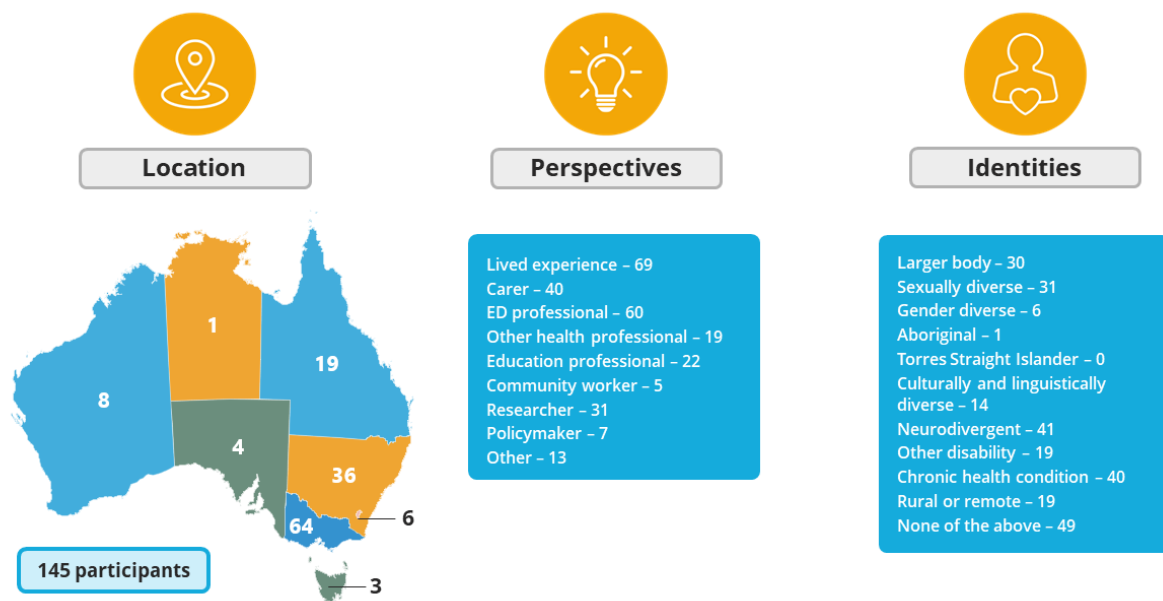 Location
Perspectives
Identities
1
19
8
4
36
64
6
3
145 participants
Lived experience – 69
Carer – 40
ED professional – 60
Other health professional – 19
Education professional – 22
Community worker – 5
Researcher – 31
Policymaker – 7
Other – 13
Larger body – 30
Sexually diverse – 31
Gender diverse – 6
Aboriginal – 1
Torres Straight Islander – 0
Culturally and linguistically
diverse – 14
Neurodivergent – 41
Other disability – 19
Chronic health condition – 40
Rural or remote – 19
None of the above – 49